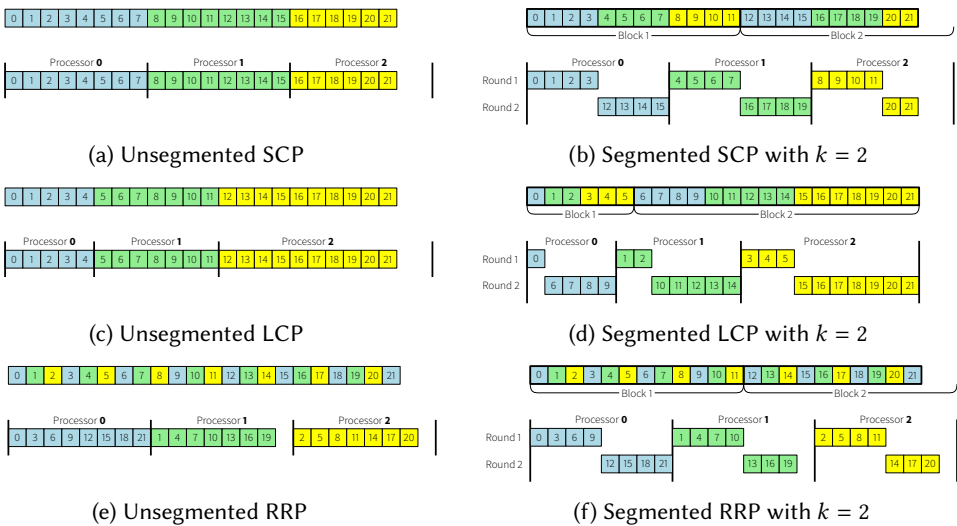 0 1 2 3 4 5 6 7 8 9 10 11 12 13 14 15 16 17 18 19 20 21
Processor 0 Processor 1 Processor 2
0 1 2 3 4 5 6 7 8 9 10 11 12 13 14 15 16 17 18 19 20 21
(a) Unsegmented SCP
0 1 2 3 4 5 6 7 8 9 10 11 12 13 14 15 16 17 18 19 20 21
Block 1 Block 2
Processor 0 Processor 1 Processor 2
Round 1 0 1 2 3 4 5 6 7 8 9 10 11
Round 2 12 13 14 15 16 17 18 19 20 21
(b) Segmented SCP with k = 2
0 1 2 3 4 5 6 7 8 9 10 11 12 13 14 15 16 17 18 19 20 21
Processor 0 Processor 1 Processor 2
0 1 2 3 4 5 6 7 8 9 10 11 12 13 14 15 16 17 18 19 20 21
(c) Unsegmented LCP
0 1 2 3 4 5 6 7 8 9 10 11 12 13 14 15 16 17 18 19 20 21
Block 1 Block 2
Processor 0 Processor 1 Processor 2
Round 1 0 1 2 3 4 5
Round 2 6 7 8 9 10 11 12 13 14 15 16 17 18 19 20 21
(d) Segmented LCP with k = 2
0 1 2 3 4 5 6 7 8 9 10 11 12 13 14 15 16 17 18 19 20 21
Processor 0 Processor 1 Processor 2
0 3 6 9 12 15 18 21 1 4 7 10 13 16 19 2 5 8 11 14 17 20
(e) Unsegmented RRP
0 1 2 3 4 5 6 7 8 9 10 11 12 13 14 15 16 17 18 19 20 21
Block 1 Block 2
Processor 0 Processor 1 Processor 2
Round 1 0 3 6 9 1 4 7 10 2 5 8 11
Round 2 12 15 18 21 13 16 19 14 17 20
(f) Segmented RRP with k = 2